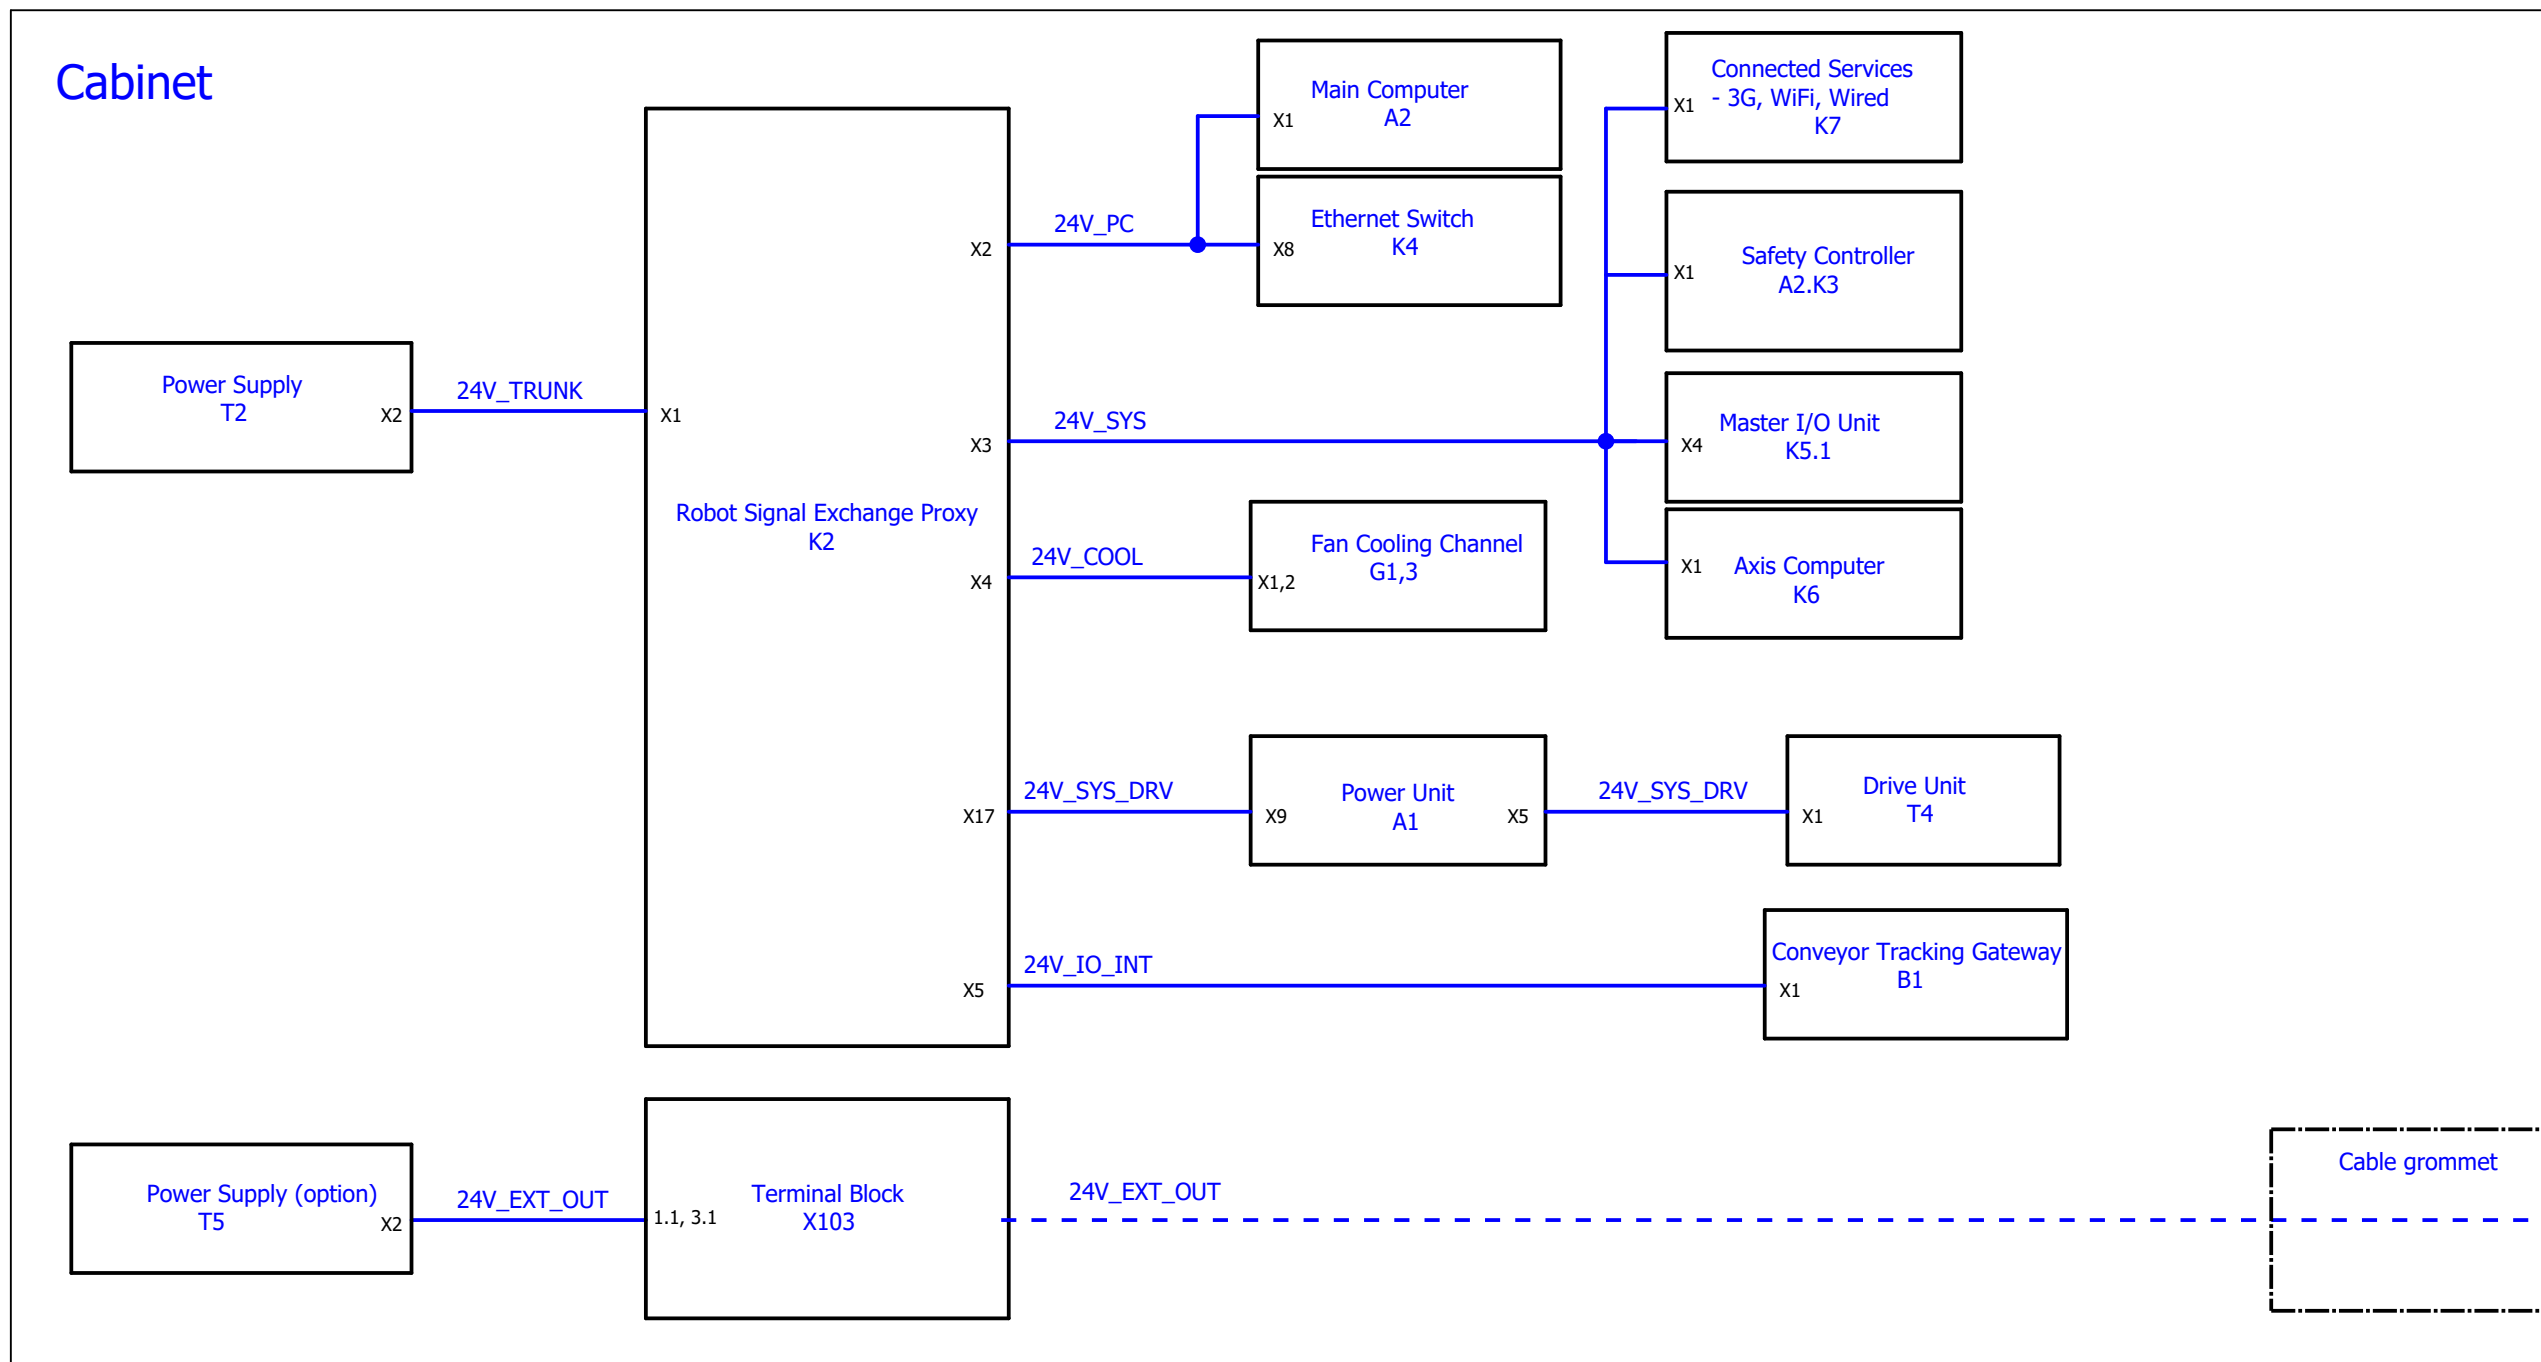 Cabinet
Main Computer
A2
X1
Connected Services
- 3G, WiFi, Wired
K7
X1
Ethernet Switch
K4
X8
24V_PC
X2
Safety Controller
A2.K3
X1
Power Supply
T2
X2
24V_TRUNK
X1
24V_SYS
X3
Master I/O Unit
K5.1
X4
Robot Signal Exchange Proxy
K2
24V_COOL
X4
Fan Cooling Channel
G1,3
X1,2
Axis Computer
K6
X1
24V_SYS_DRV
X17
Power Unit
A1
X9
X5
24V_SYS_DRV
Drive Unit
T4
X1
24V_IO_INT
X5
Conveyor Tracking Gateway
B1
X1
Power Supply (option)
T5
X2
24V_EXT_OUT
1.1, 3.1
Terminal Block
X103
24V_EXT_OUT
Cable grommet